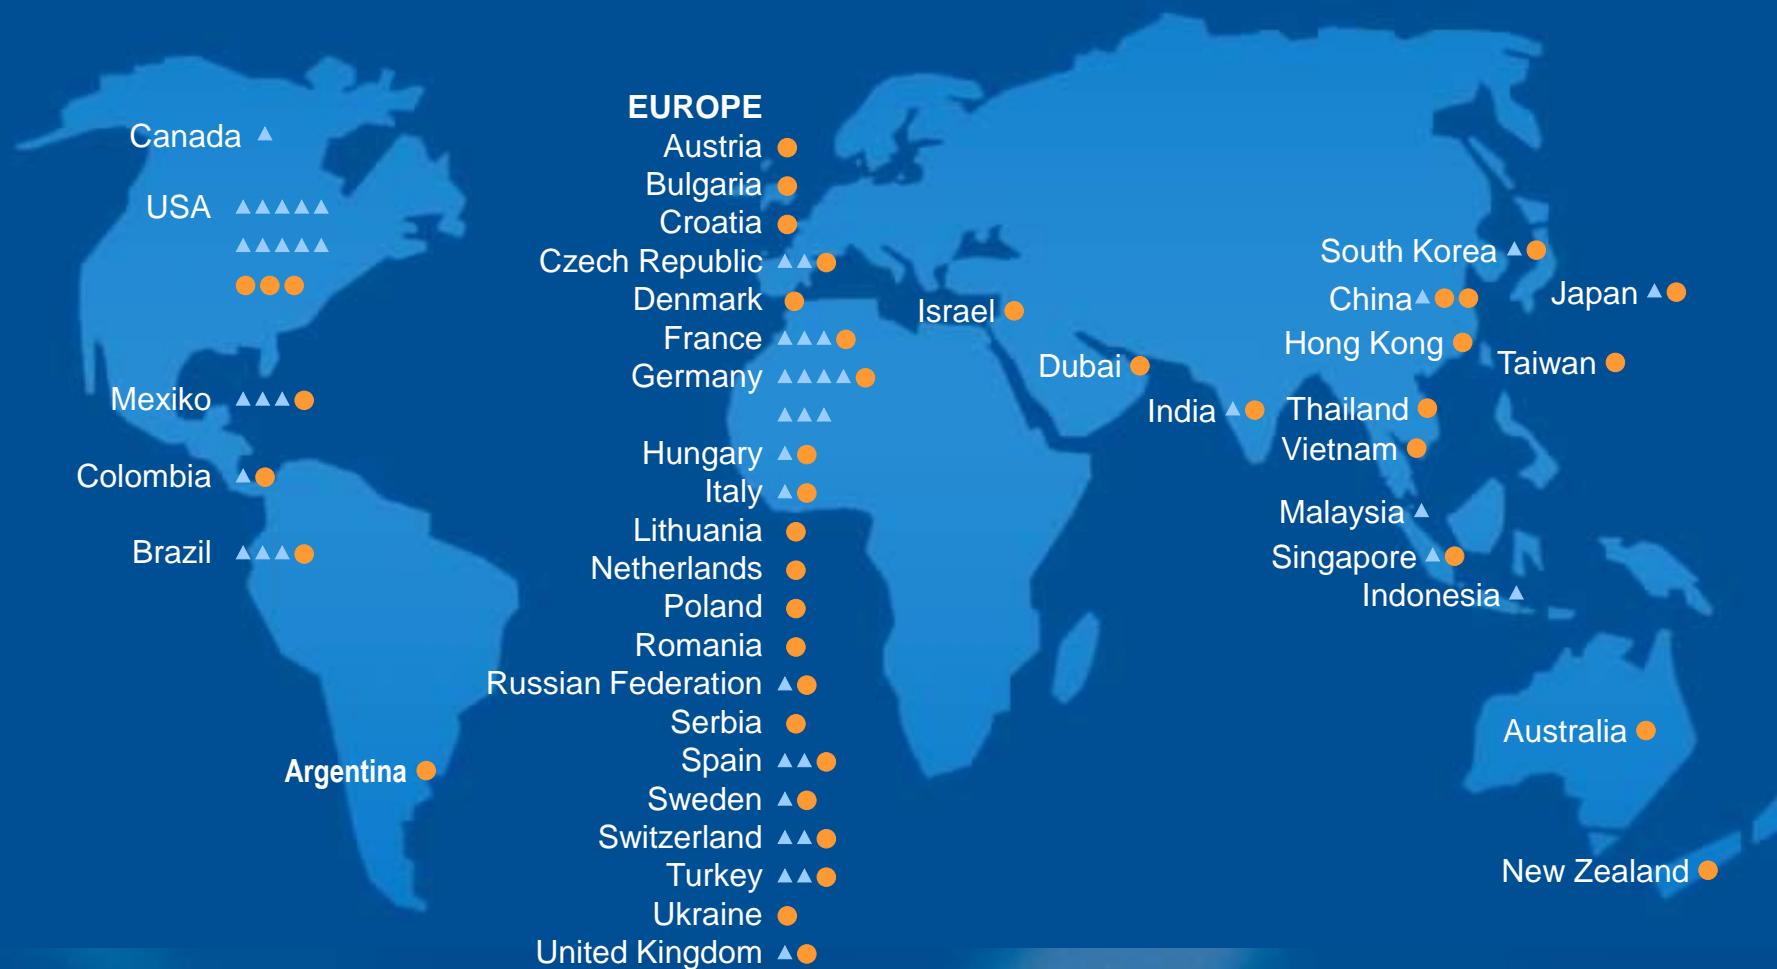 Canada
USA
Mexiko
Colombia
Brazil
Argentina
EUROPE
Austria
Bulgaria
Croatia
Czech Republic
Denmark
France
Germany
Hungary
Italy
Lithuania
Netherlands
Poland
Romania
Russian Federation
Serbia
Spain
Sweden
Switzerland
Turkey
Ukraine
United Kingdom
Israel
Dubai
India
South Korea
China
Japan
Hong Kong
Taiwan
Thailand
Vietnam
Malaysia
Singapore
Indonesia
Australia
New Zealand